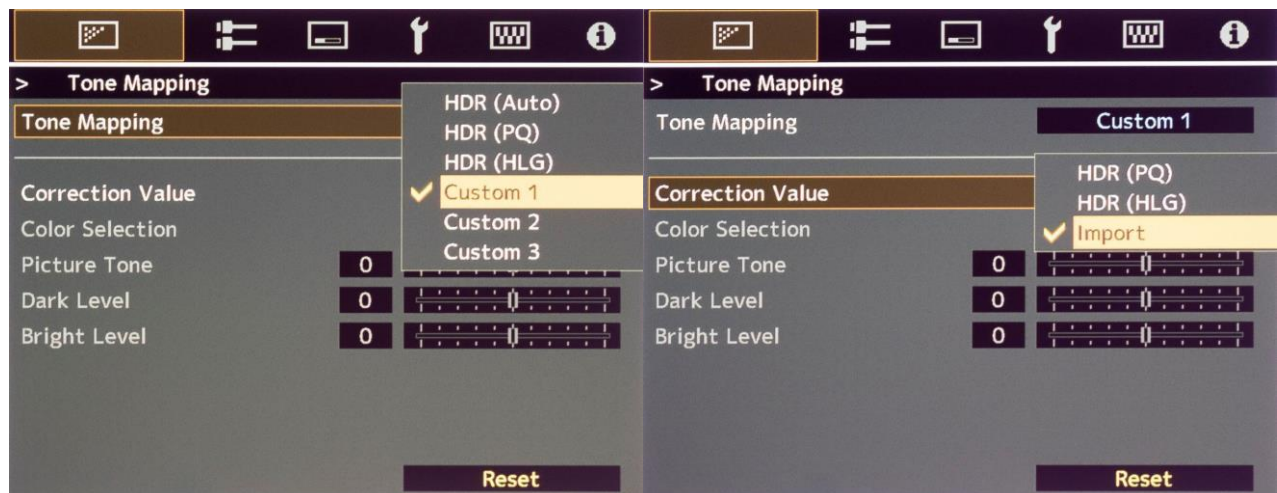 > Tone Mapping
Tone Mapping
HDR (Auto)
HDR (PQ)
HDR (HLG)
Custom 1
Custom 2
Custom 3
Correction Value
Color Selection
Picture Tone 0
Dark Level 0
Bright Level 0
Reset
> Tone Mapping
Tone Mapping Custom 1
Correction Value
HDR (PQ)
HDR (HLG)
Import
Color Selection
Picture Tone 0
Dark Level 0
Bright Level 0
Reset